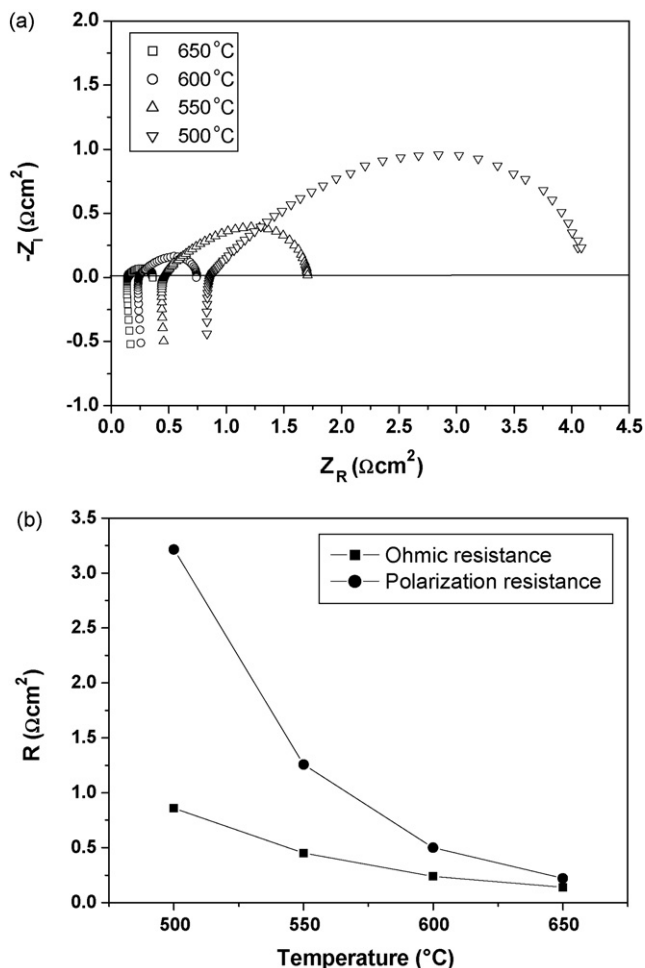 (a)
2.0
1.5
1.0
0.5
0.0
-0.5
-1.0
-Z_I (Ωcm²)
650°C
600°C
550°C
500°C
0.0 0.5 1.0 1.5 2.0 2.5 3.0 3.5 4.0 4.5
Z_R (Ωcm²)
(b)
3.5
3.0
2.5
2.0
1.5
1.0
0.5
0.0
R (Ωcm²)
Ohmic resistance
Polarization resistance
500 550 600 650
Temperature (°C)